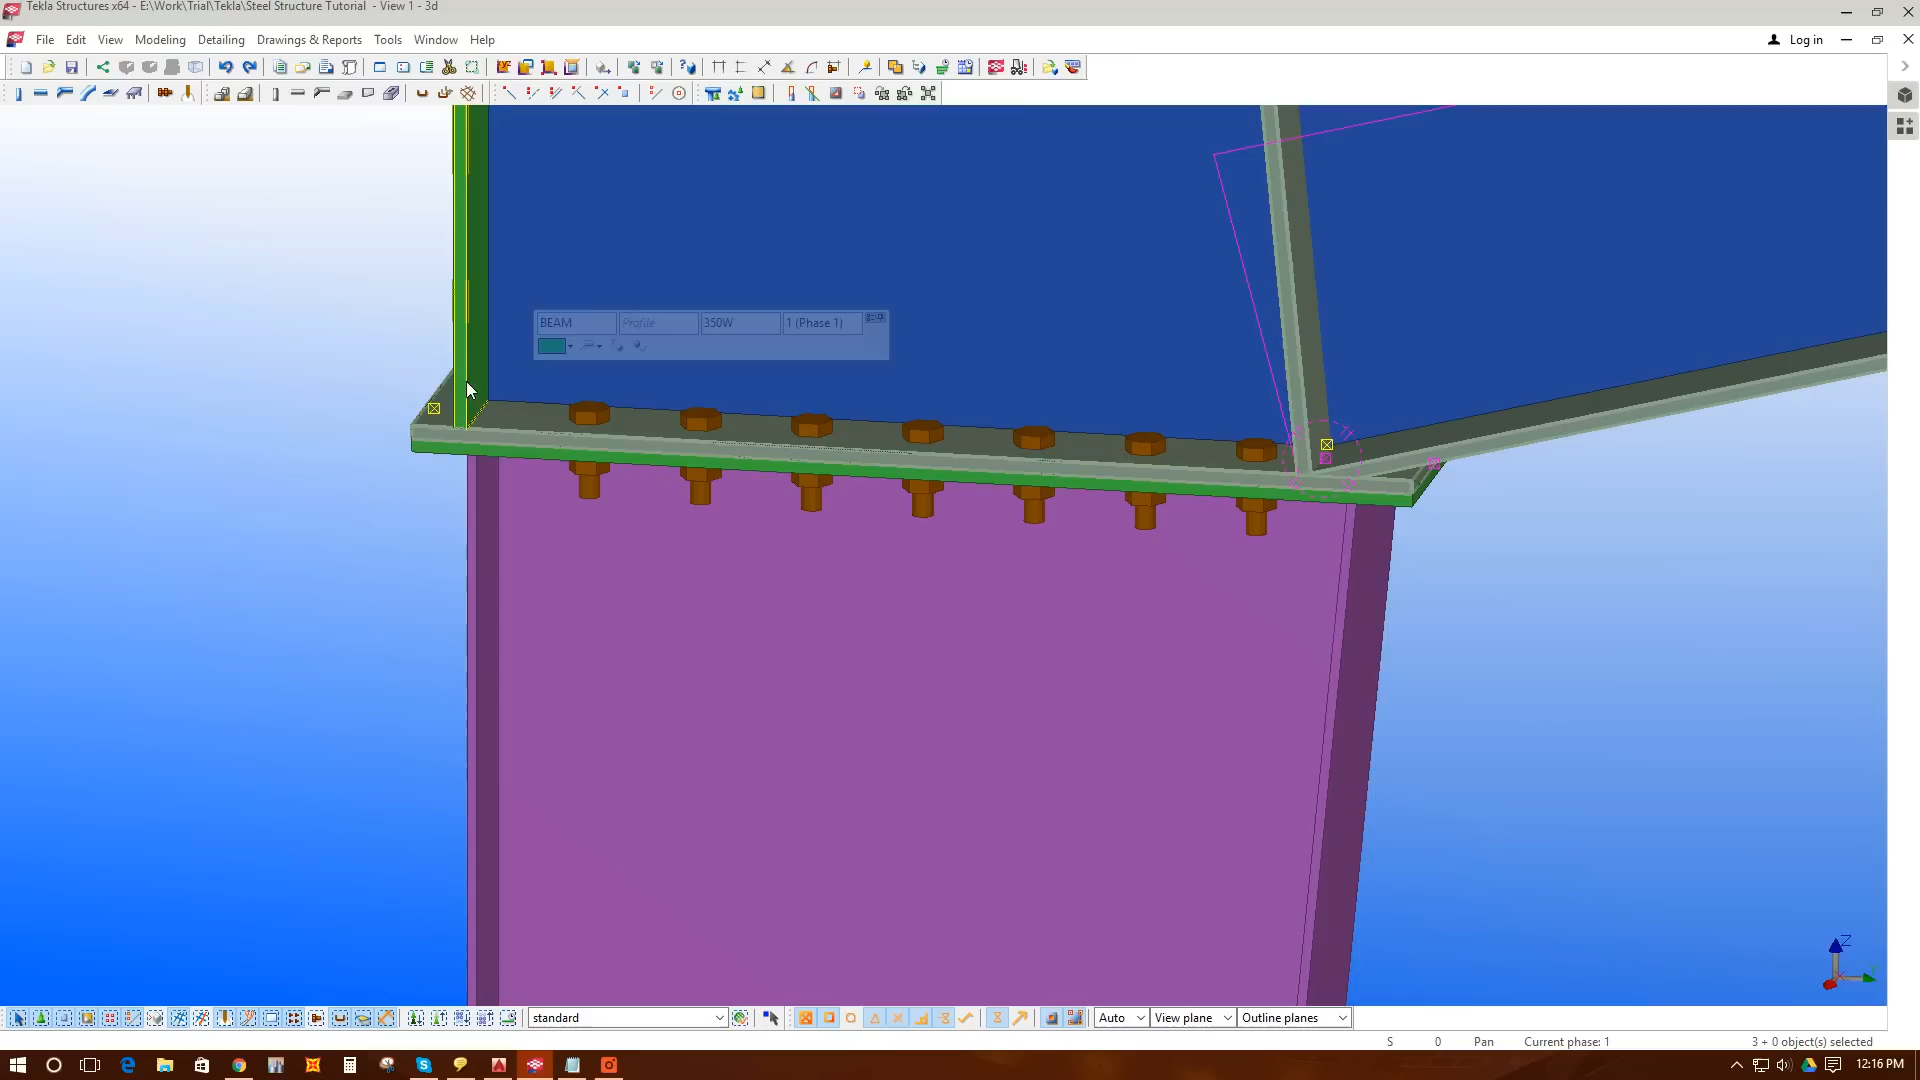 Tekla Structures x64 - E:\Work\Trial\Tekla\Steel Structure Tutorial  - View 1 - 3d
File Edit View Modeling Detailing Drawings & Reports Tools Window Help
Log in
BEAM Profile 350W 1 (Phase 1)
Z
standard
Auto View plane Outline planes
S 0 Pan Current phase: 1 3 + 0 object(s) selected
12:16 PM